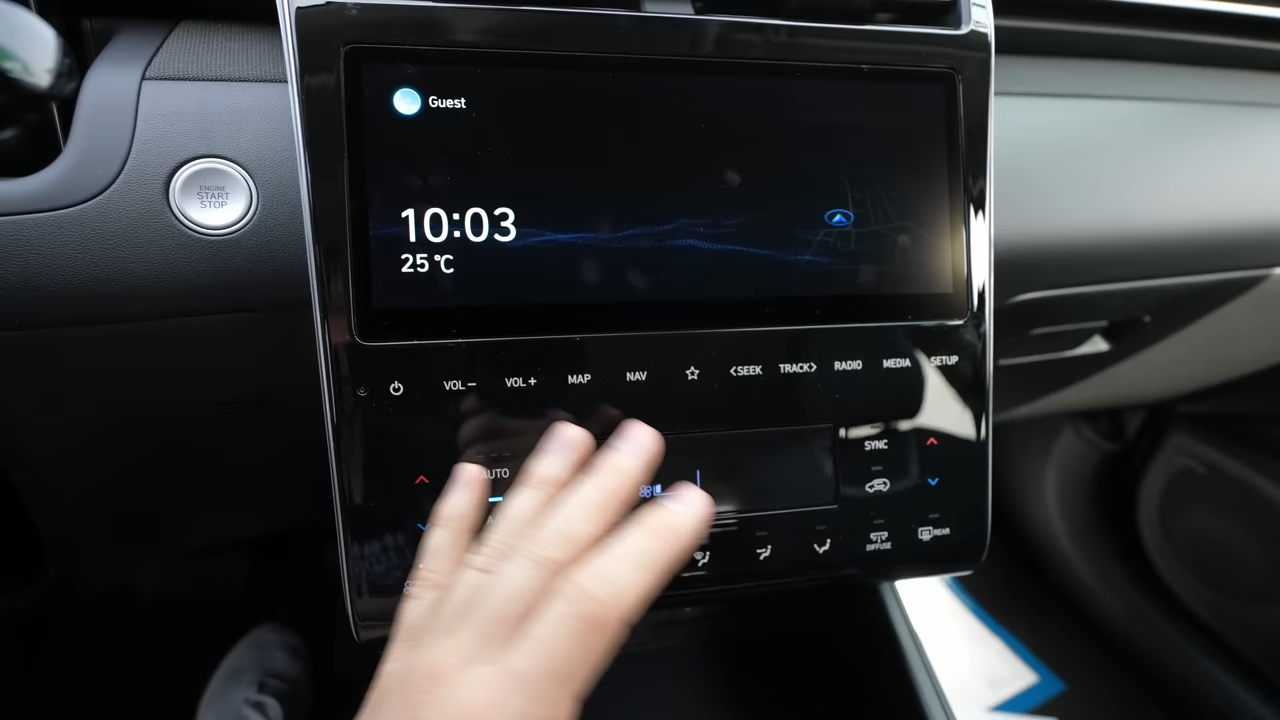 Guest
ENGINE
START
STOP
10:03
25 °C
VOL− VOL+ MAP NAV ☆ <SEEK TRACK> RADIO MEDIA SETUP
SYNC
AUTO
DIFFUSE
REAR